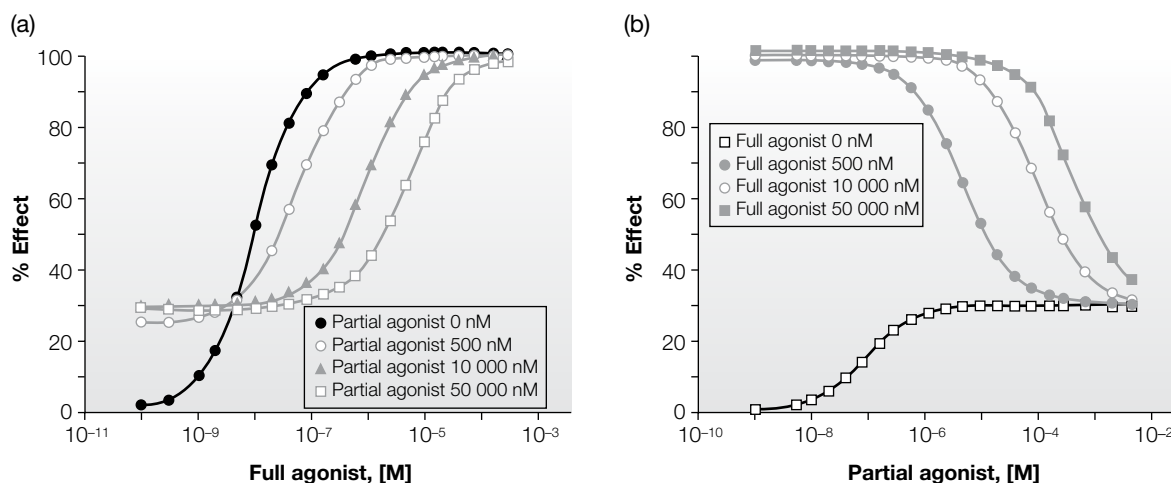 (a)
100
80
60
40
20
0
% Effect
Partial agonist 0 nM
Partial agonist 500 nM
Partial agonist 10 000 nM
Partial agonist 50 000 nM
10⁻¹¹ 10⁻⁹ 10⁻⁷ 10⁻⁵ 10⁻³
Full agonist, [M]
(b)
100
80
60
40
20
0
% Effect
Full agonist 0 nM
Full agonist 500 nM
Full agonist 10 000 nM
Full agonist 50 000 nM
10⁻¹⁰ 10⁻⁸ 10⁻⁶ 10⁻⁴ 10⁻²
Partial agonist, [M]